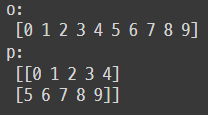 o:
[0 1 2 3 4 5 6 7 8 9]
p:
[[0 1 2 3 4]
[5 6 7 8 9]]